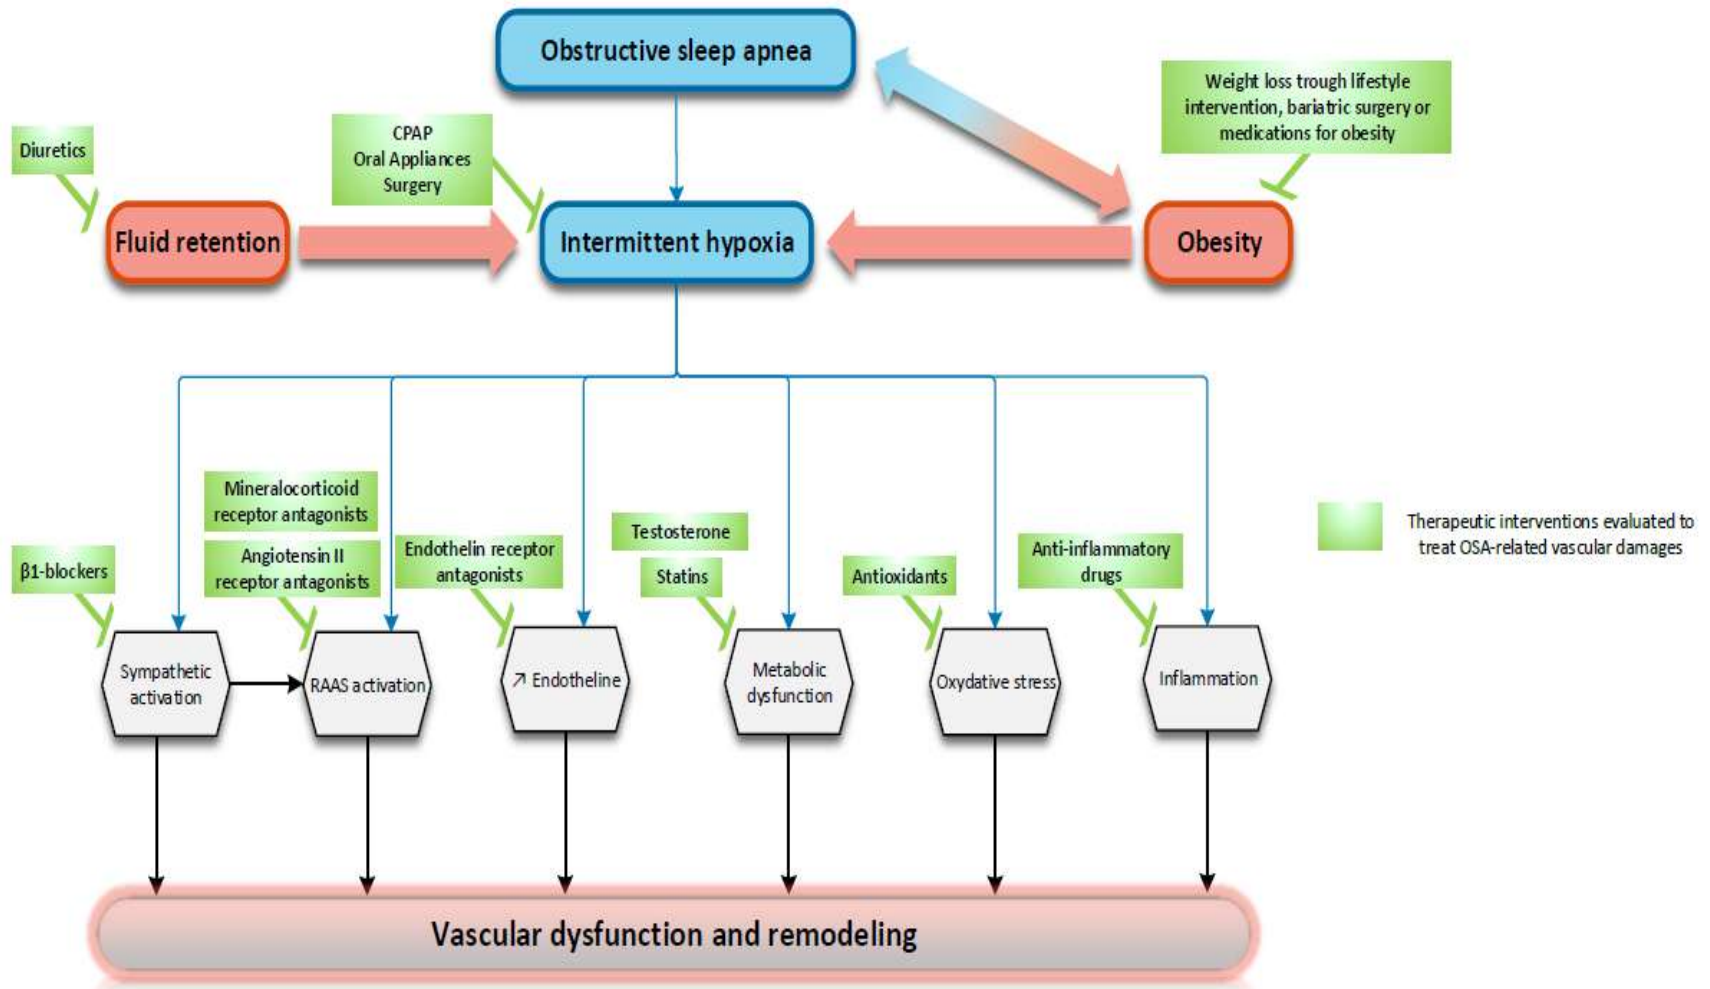 Obstructive sleep apnea
Weight loss trough lifestyle
intervention, bariatric surgery or
medications for obesity
Diuretics
CPAP
Oral Appliances
Surgery
Fluid retention
Intermittent hypoxia
Obesity
Mineralocorticoid
receptor antagonists
β1-blockers
Angiotensin II
receptor antagonists
Endothelin receptor
antagonists
Testosterone
Statins
Antioxidants
Anti-inflammatory
drugs
Therapeutic interventions evaluated to
treat OSA-related vascular damages
Sympathetic
activation
RAAS activation
↗ Endotheline
Metabolic
dysfunction
Oxydative stress
Inflammation
Vascular dysfunction and remodeling